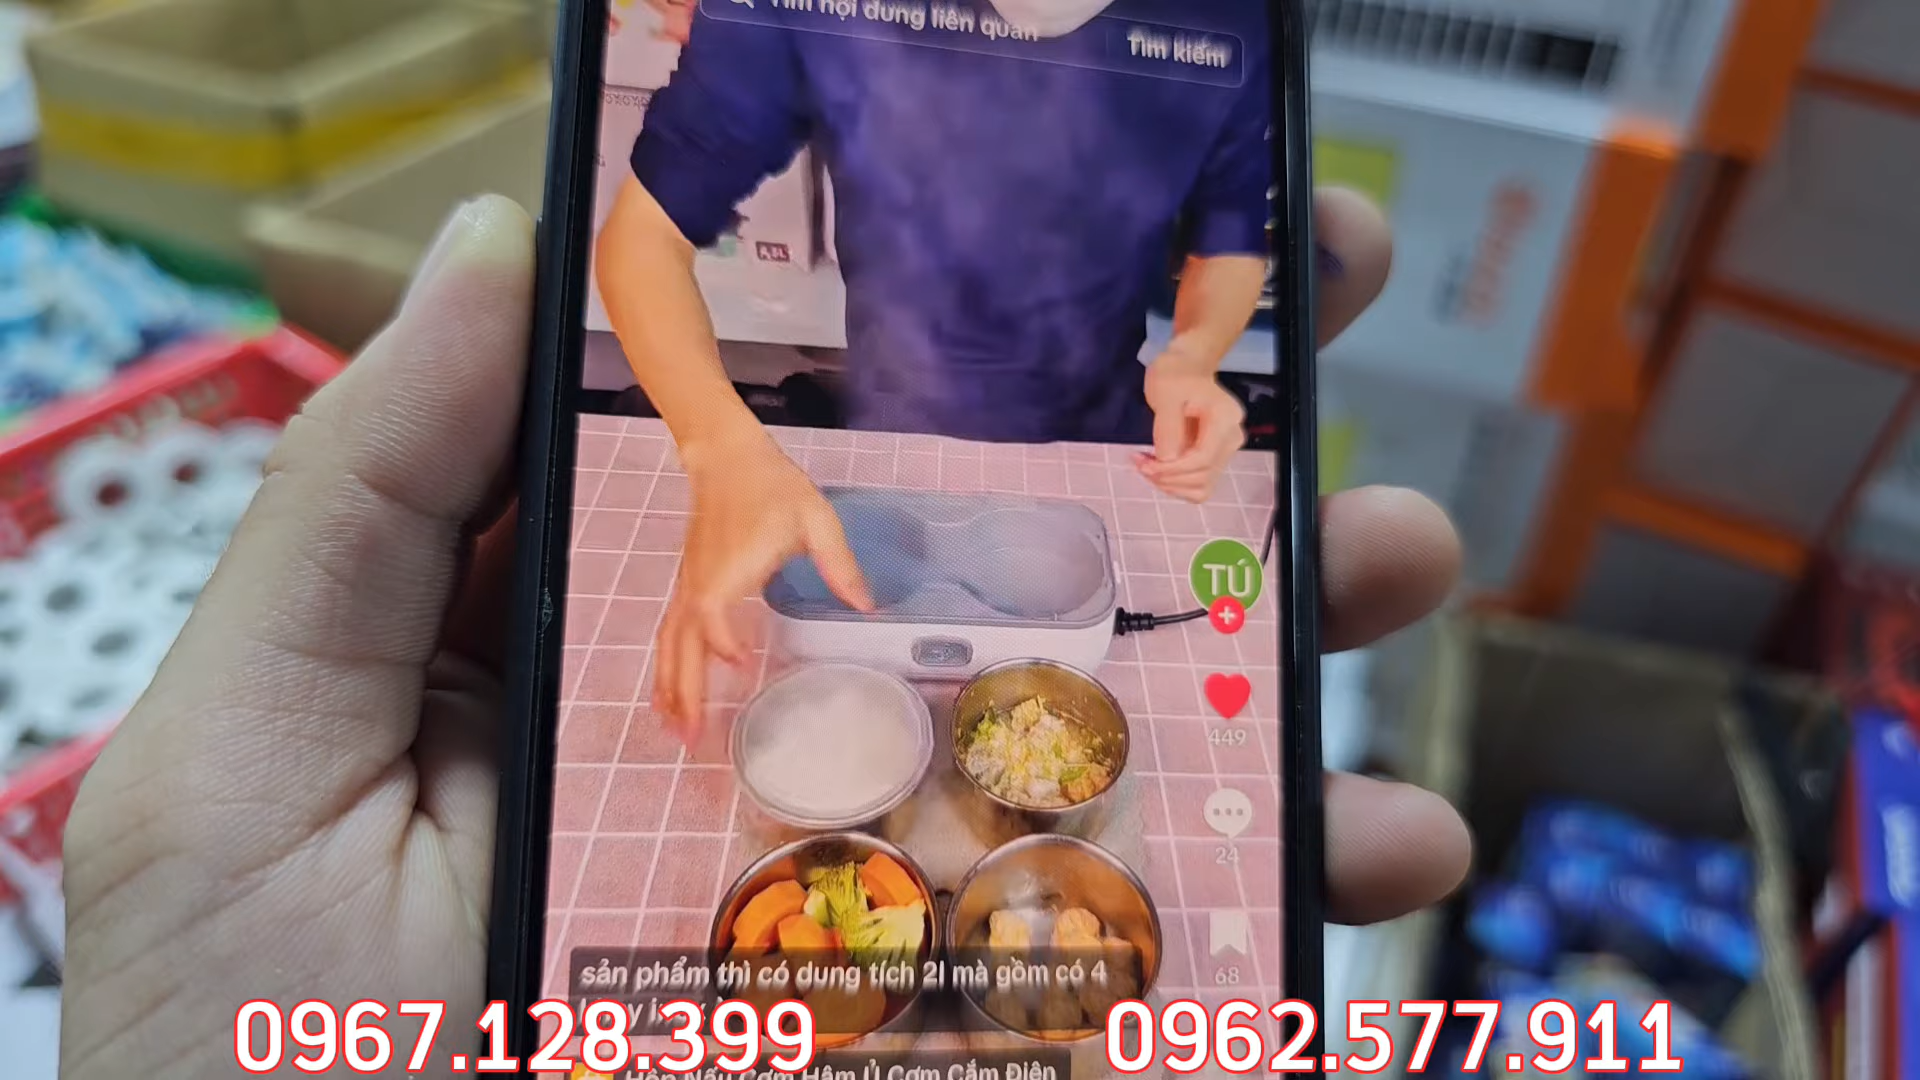 Tìm nội dung liên quan
Tìm kiếm
TÚ
449
24
68
sản phẩm thì có dung tích 2l mà gồm có 4
0967.128.399
0962.577.911
Hộp Nấu Cơm Hâm Ủ Cơm Cắm Điện